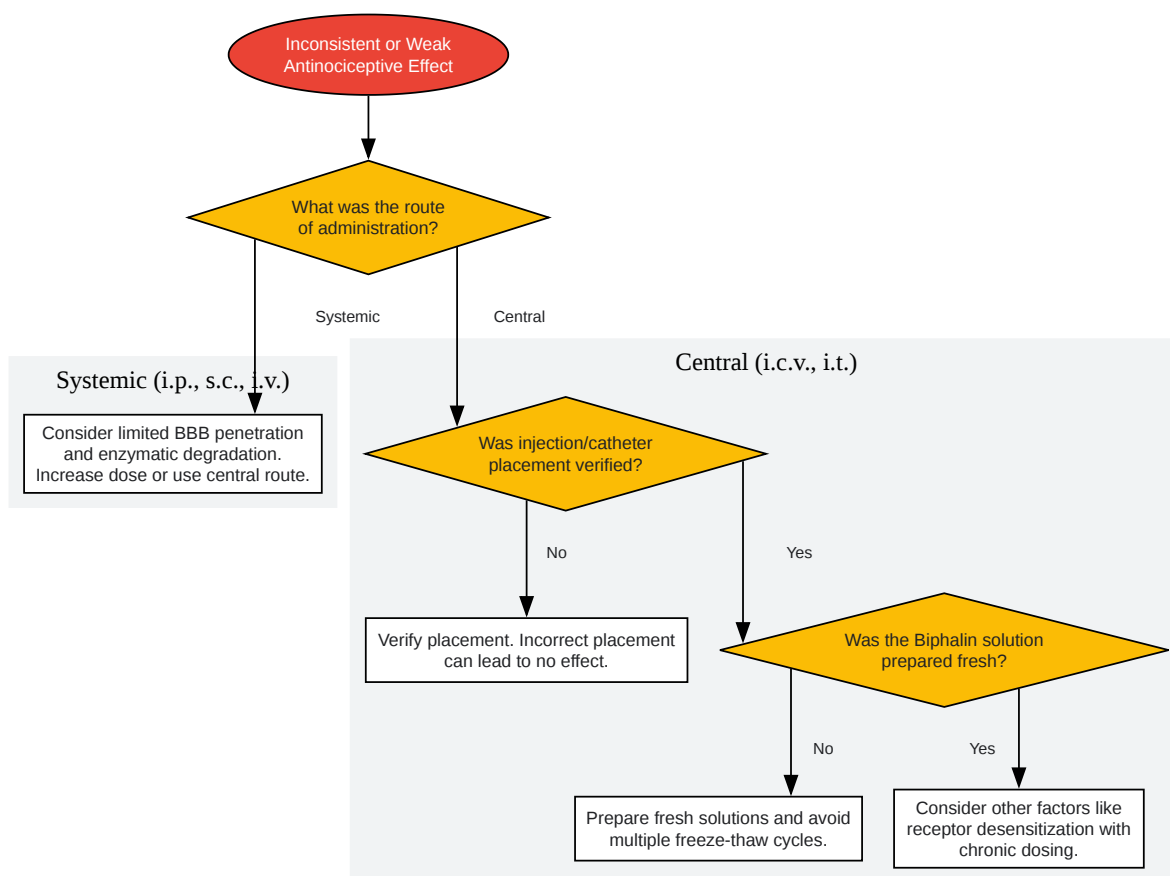 Inconsistent or Weak
Antinociceptive Effect
What was the route
of administration?
Systemic
Central
Systemic (i.p., s.c., i.v.)
Consider limited BBB penetration
and enzymatic degradation.
Increase dose or use central route.
Central (i.c.v., i.t.)
Was injection/catheter
placement verified?
No
Yes
Verify placement. Incorrect placement
can lead to no effect.
Was the Biphalin solution
prepared fresh?
No
Yes
Prepare fresh solutions and avoid
multiple freeze-thaw cycles.
Consider other factors like
receptor desensitization with
chronic dosing.